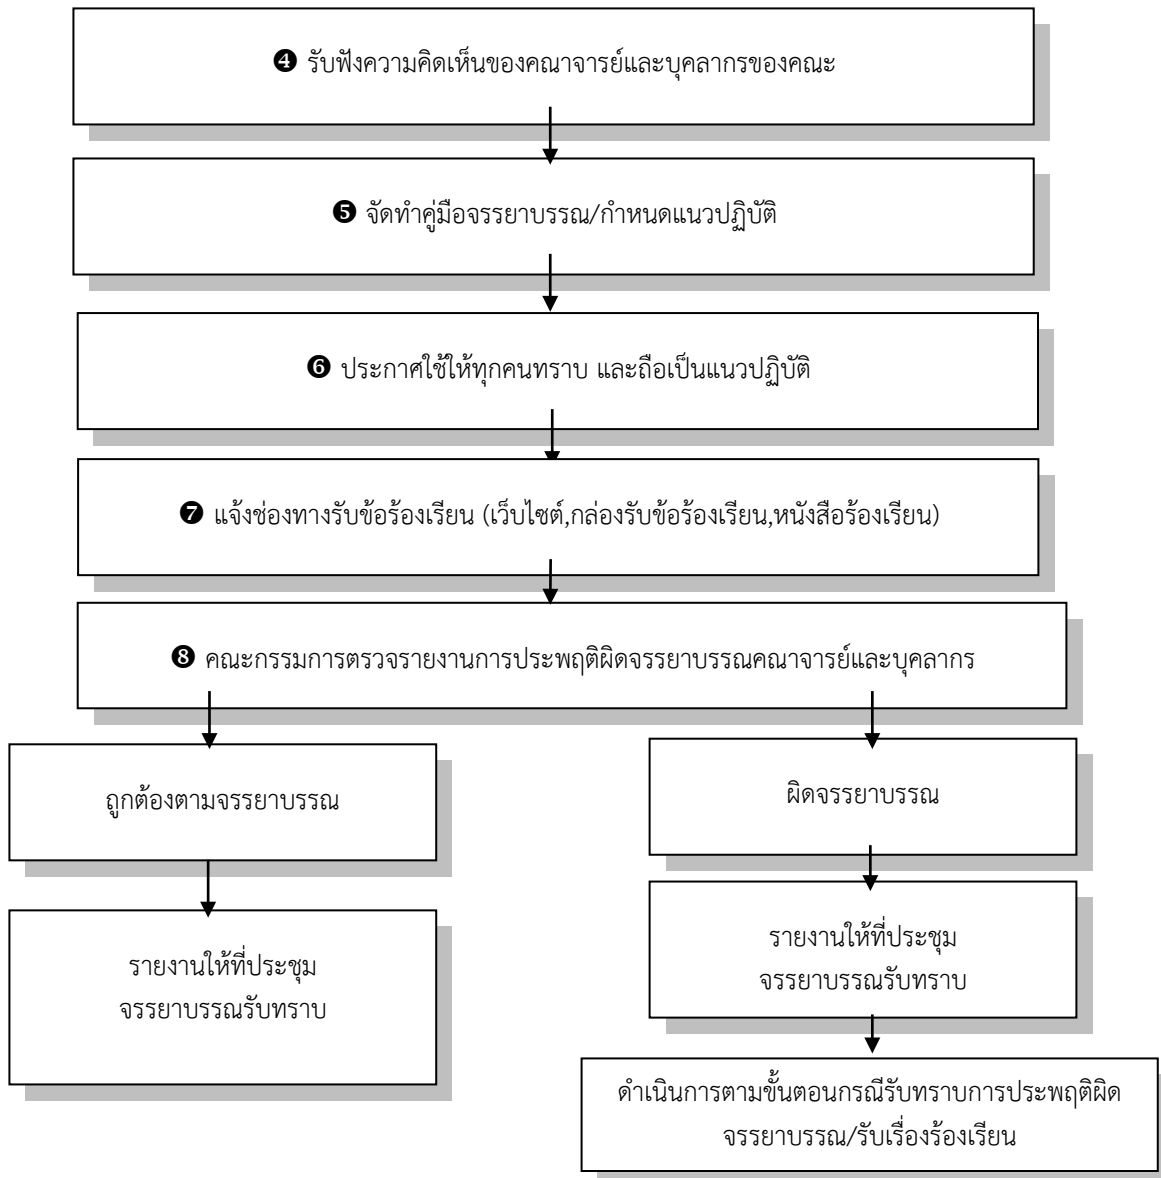 ❹ รับฟังความคิดเห็นของคณาจารย์และบุคลากรของคณะ
❺ จัดทำคู่มือจรรยาบรรณ/กำหนดแนวปฏิบัติ
❻ ประกาศใช้ให้ทุกคนทราบ และถือเป็นแนวปฏิบัติ
❼ แจ้งช่องทางรับข้อร้องเรียน (เว็บไซต์,กล่องรับข้อร้องเรียน,หนังสือร้องเรียน)
❽ คณะกรรมการตรวจรายงานการประพฤติผิดจรรยาบรรณคณาจารย์และบุคลากร
ถูกต้องตามจรรยาบรรณ
รายงานให้ที่ประชุม
จรรยาบรรณรับทราบ
ผิดจรรยาบรรณ
รายงานให้ที่ประชุม
จรรยาบรรณรับทราบ
ดำเนินการตามขั้นตอนกรณีรับทราบการประพฤติผิด
จรรยาบรรณ/รับเรื่องร้องเรียน